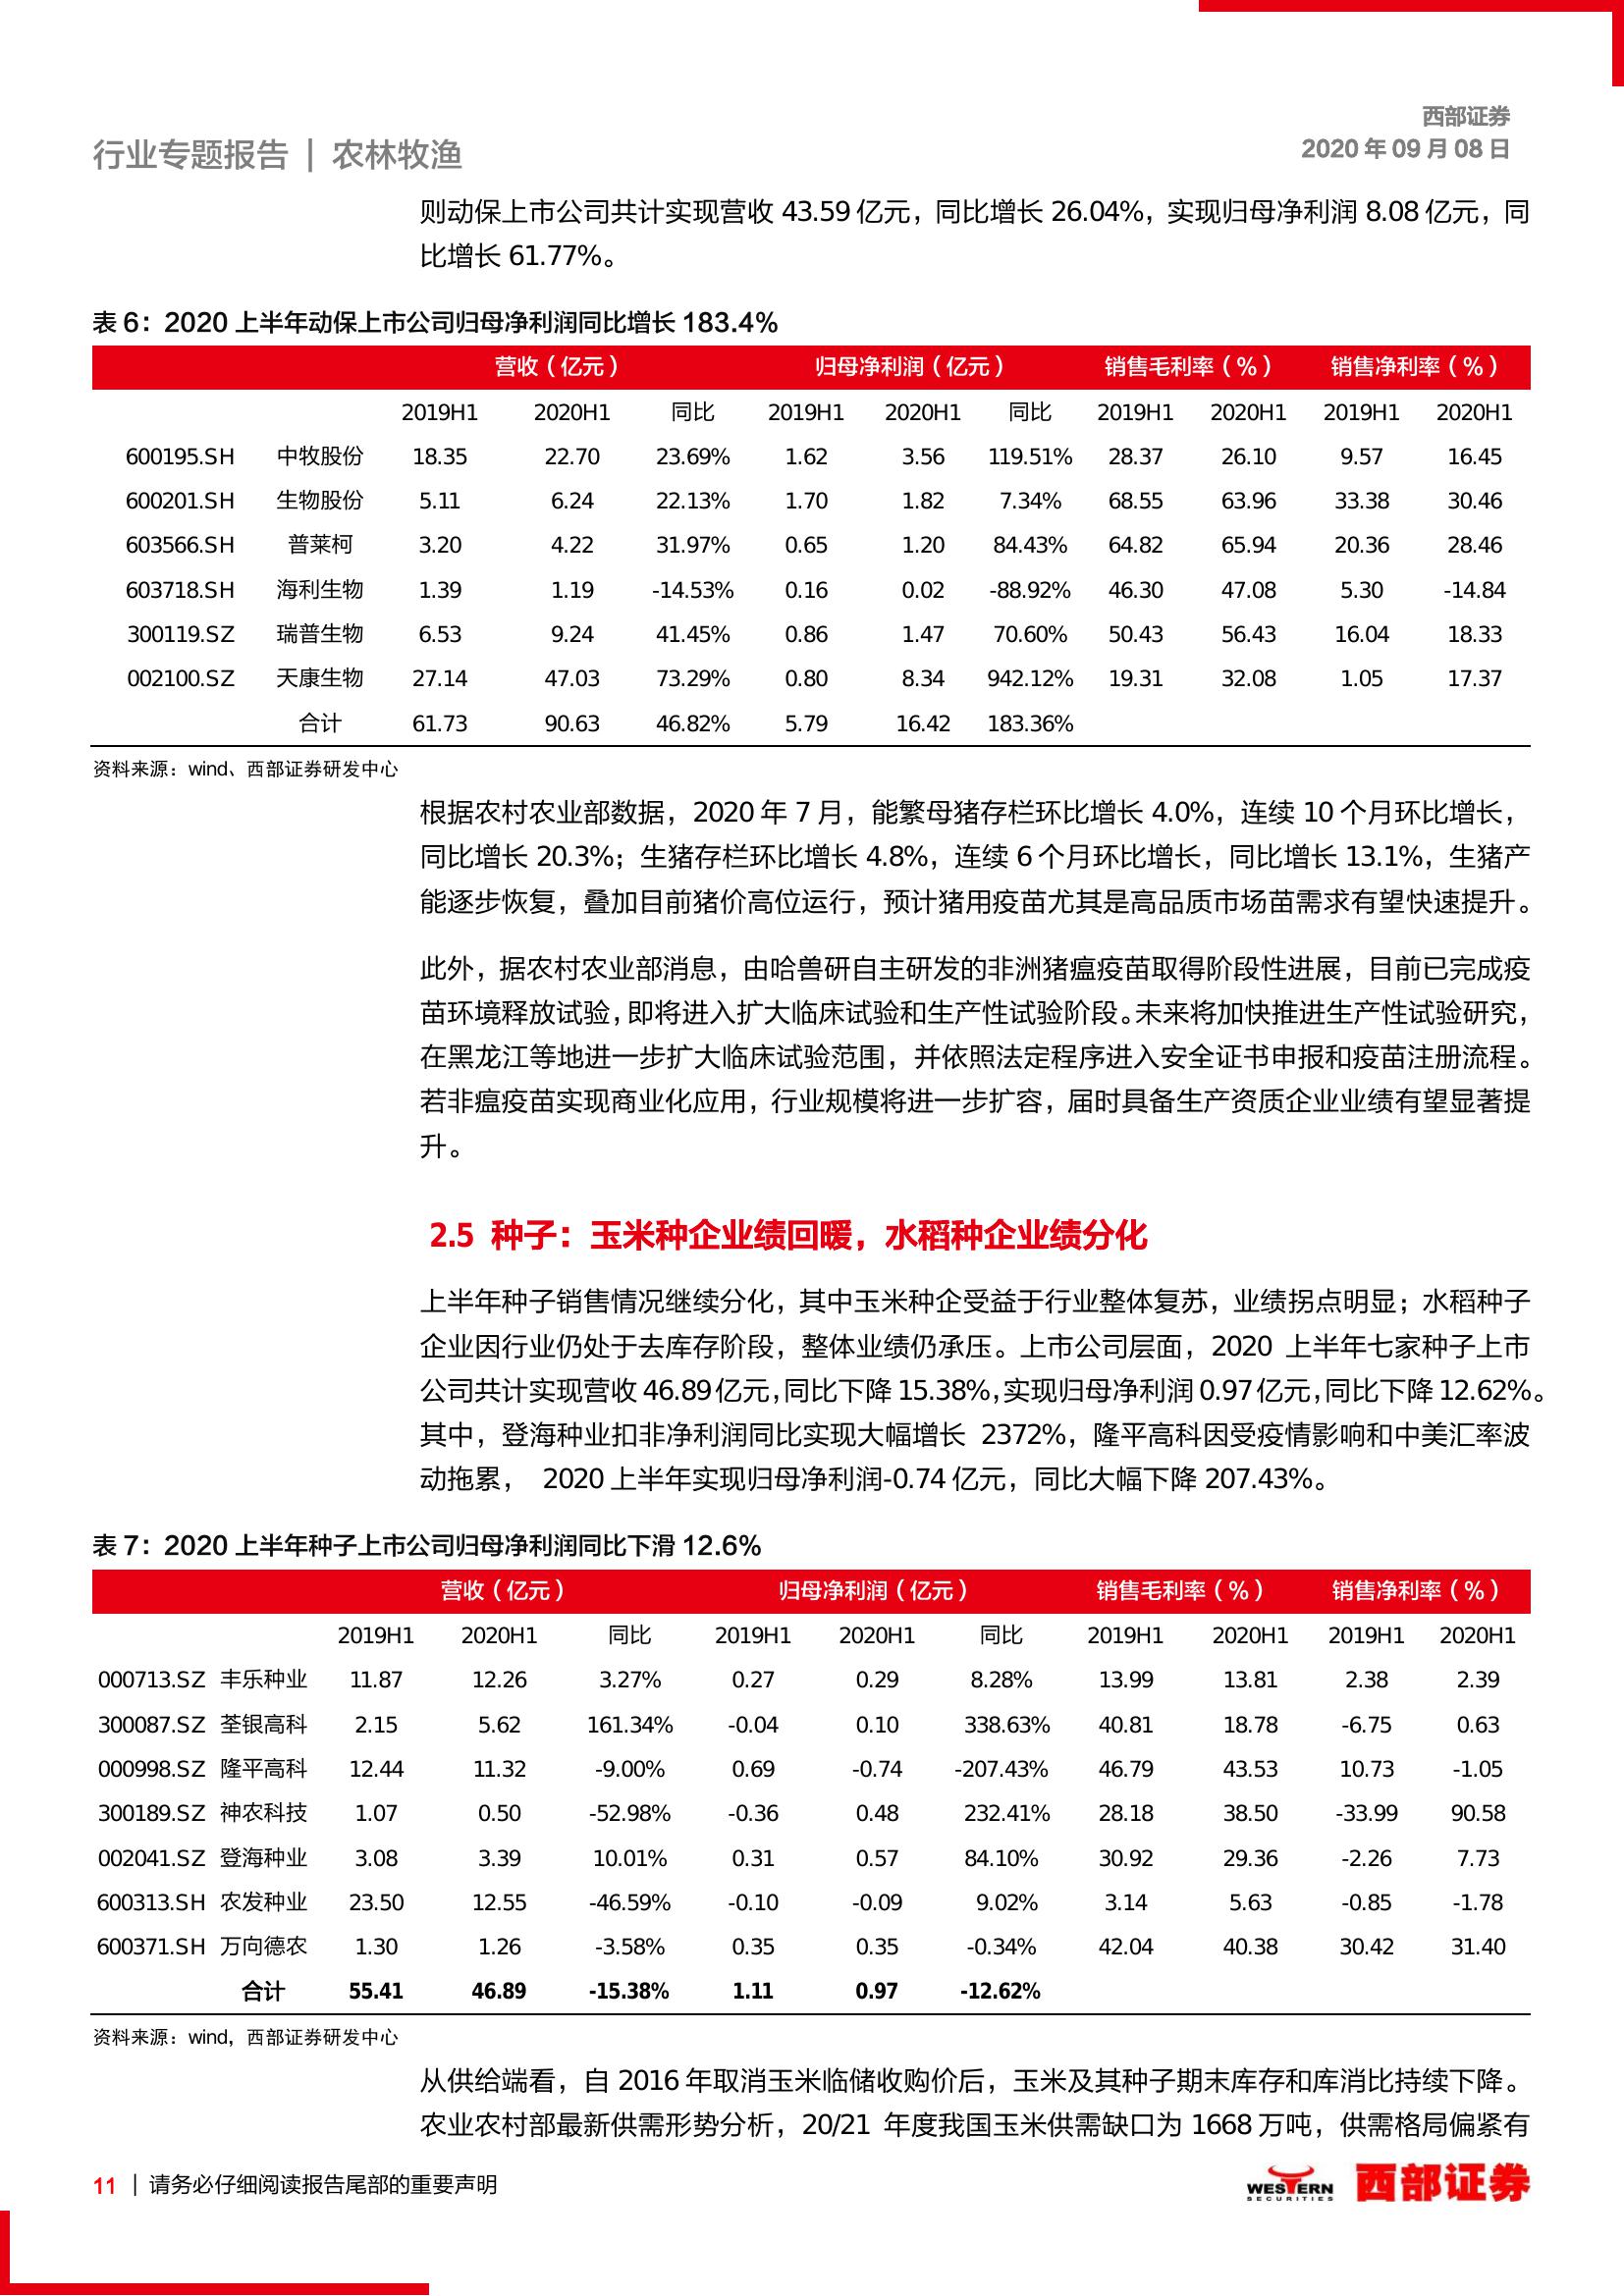 西部证券
行业专题报告 | 农林牧渔
2020 年 09 月 08 日
则动保上市公司共计实现营收 43.59 亿元，同比增长 26.04%，实现归母净利润 8.08 亿元，同
比增长 61.77%。
表 6：2020 上半年动保上市公司归母净利润同比增长 183.4%
营收（亿元） 归母净利润（亿元） 销售毛利率（%） 销售净利率（%）
2019H1 2020H1 同比 2019H1 2020H1 同比 2019H1 2020H1 2019H1 2020H1
600195.SH 中牧股份 18.35 22.70 23.69% 1.62 3.56 119.51% 28.37 26.10 9.57 16.45
600201.SH 生物股份 5.11 6.24 22.13% 1.70 1.82 7.34% 68.55 63.96 33.38 30.46
603566.SH 普莱柯 3.20 4.22 31.97% 0.65 1.20 84.43% 64.82 65.94 20.36 28.46
603718.SH 海利生物 1.39 1.19 -14.53% 0.16 0.02 -88.92% 46.30 47.08 5.30 -14.84
300119.SZ 瑞普生物 6.53 9.24 41.45% 0.86 1.47 70.60% 50.43 56.43 16.04 18.33
002100.SZ 天康生物 27.14 47.03 73.29% 0.80 8.34 942.12% 19.31 32.08 1.05 17.37
合计 61.73 90.63 46.82% 5.79 16.42 183.36%
资料来源：wind、西部证券研发中心
根据农村农业部数据，2020 年 7 月，能繁母猪存栏环比增长 4.0%，连续 10 个月环比增长，
同比增长 20.3%；生猪存栏环比增长 4.8%，连续 6 个月环比增长，同比增长 13.1%，生猪产
能逐步恢复，叠加目前猪价高位运行，预计猪用疫苗尤其是高品质市场苗需求有望快速提升。
此外，据农村农业部消息，由哈兽研自主研发的非洲猪瘟疫苗取得阶段性进展，目前已完成疫
苗环境释放试验，即将进入扩大临床试验和生产性试验阶段。未来将加快推进生产性试验研究，
在黑龙江等地进一步扩大临床试验范围，并依照法定程序进入安全证书申报和疫苗注册流程。
若非瘟疫苗实现商业化应用，行业规模将进一步扩容，届时具备生产资质企业业绩有望显著提
升。
2.5 种子：玉米种企业绩回暖，水稻种企业绩分化
上半年种子销售情况继续分化，其中玉米种企受益于行业整体复苏，业绩拐点明显；水稻种子
企业因行业仍处于去库存阶段，整体业绩仍承压。上市公司层面，2020 上半年七家种子上市
公司共计实现营收 46.89 亿元，同比下降 15.38%，实现归母净利润 0.97 亿元，同比下降 12.62%。
其中，登海种业扣非净利润同比实现大幅增长 2372%，隆平高科因受疫情影响和中美汇率波
动拖累， 2020 上半年实现归母净利润-0.74 亿元，同比大幅下降 207.43%。
表 7：2020 上半年种子上市公司归母净利润同比下滑 12.6%
营收（亿元） 归母净利润（亿元） 销售毛利率（%） 销售净利率（%）
2019H1 2020H1 同比 2019H1 2020H1 同比 2019H1 2020H1 2019H1 2020H1
000713.SZ 丰乐种业 11.87 12.26 3.27% 0.27 0.29 8.28% 13.99 13.81 2.38 2.39
300087.SZ 荃银高科 2.15 5.62 161.34% -0.04 0.10 338.63% 40.81 18.78 -6.75 0.63
000998.SZ 隆平高科 12.44 11.32 -9.00% 0.69 -0.74 -207.43% 46.79 43.53 10.73 -1.05
300189.SZ 神农科技 1.07 0.50 -52.98% -0.36 0.48 232.41% 28.18 38.50 -33.99 90.58
002041.SZ 登海种业 3.08 3.39 10.01% 0.31 0.57 84.10% 30.92 29.36 -2.26 7.73
600313.SH 农发种业 23.50 12.55 -46.59% -0.10 -0.09 9.02% 3.14 5.63 -0.85 -1.78
600371.SH 万向德农 1.30 1.26 -3.58% 0.35 0.35 -0.34% 42.04 40.38 30.42 31.40
合计 55.41 46.89 -15.38% 1.11 0.97 -12.62%
资料来源：wind，西部证券研发中心
从供给端看，自 2016 年取消玉米临储收购价后，玉米及其种子期末库存和库消比持续下降。
农业农村部最新供需形势分析，20/21 年度我国玉米供需缺口为 1668 万吨，供需格局偏紧有
11 | 请务必仔细阅读报告尾部的重要声明
WESTERN
SECURITIES
西部证券